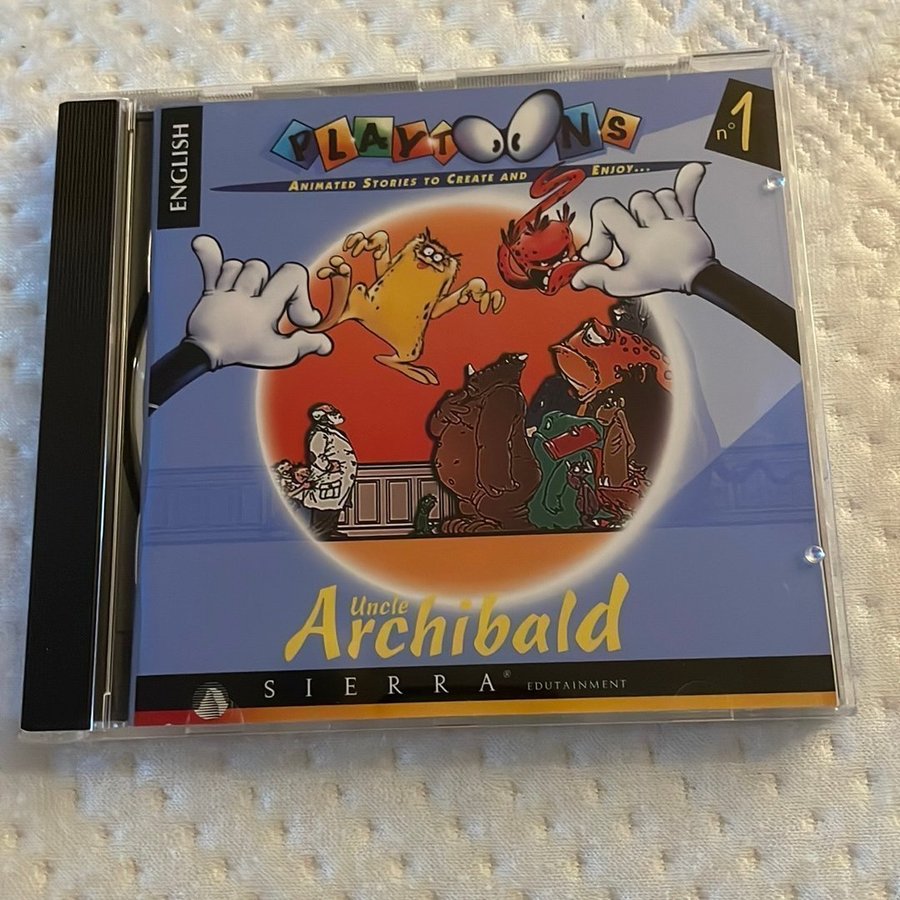 ENGLISH
PLAYTOONS
n°1
ANIMATED STORIES TO CREATE AND ENJOY...
Uncle
Archibald
SIERRA® EDUTAINMENT